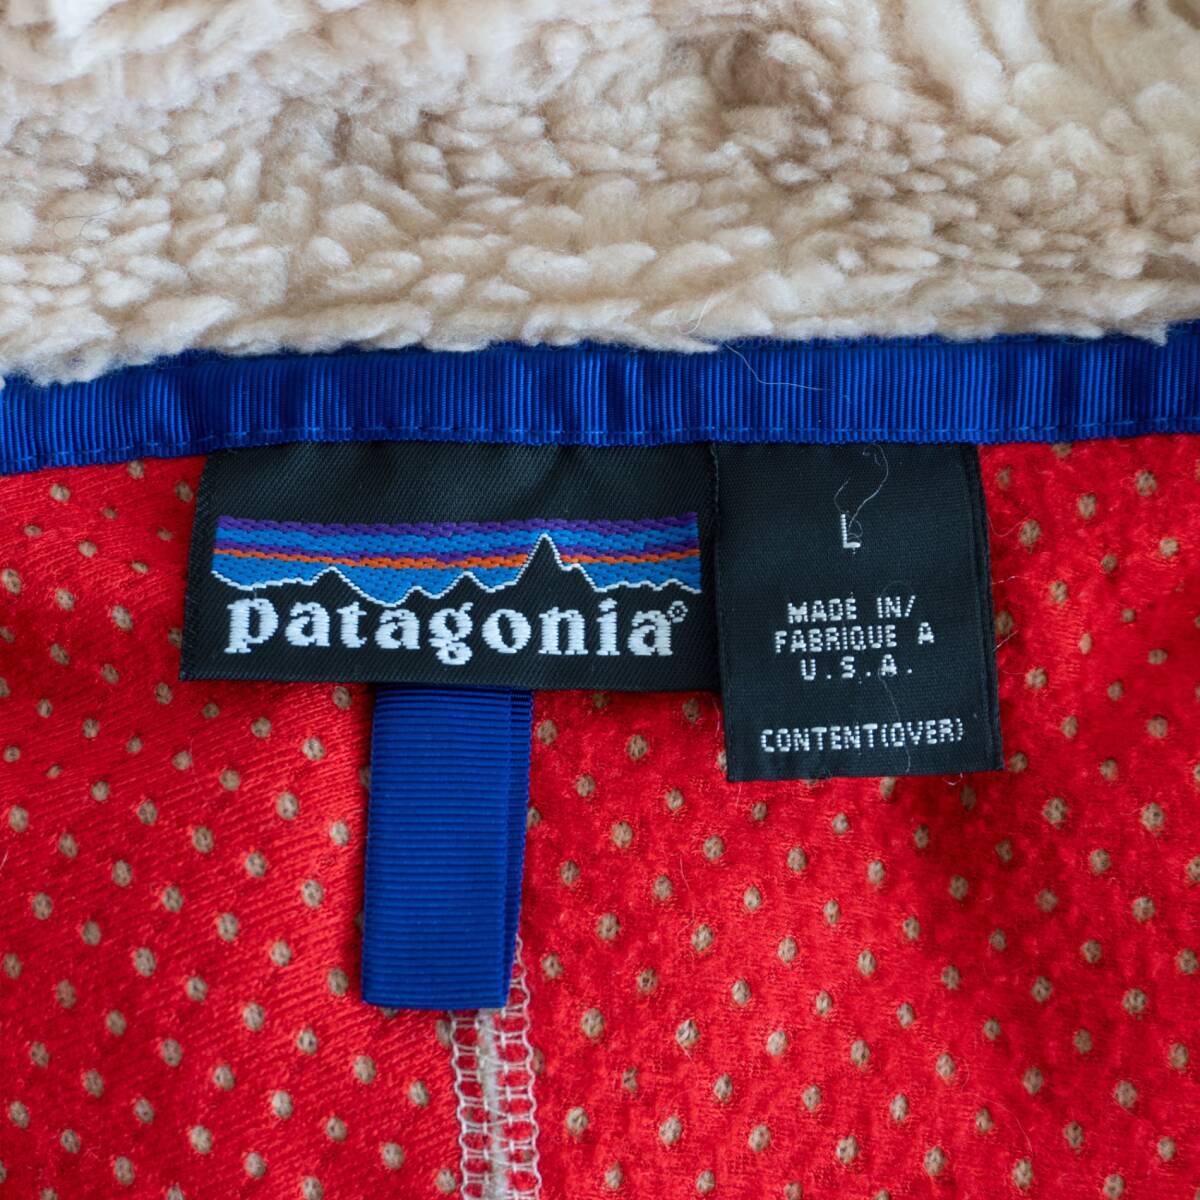 patagonia®
L
MADE IN/
FABRIQUE A
U.S.A.
CONTENT(OVER)